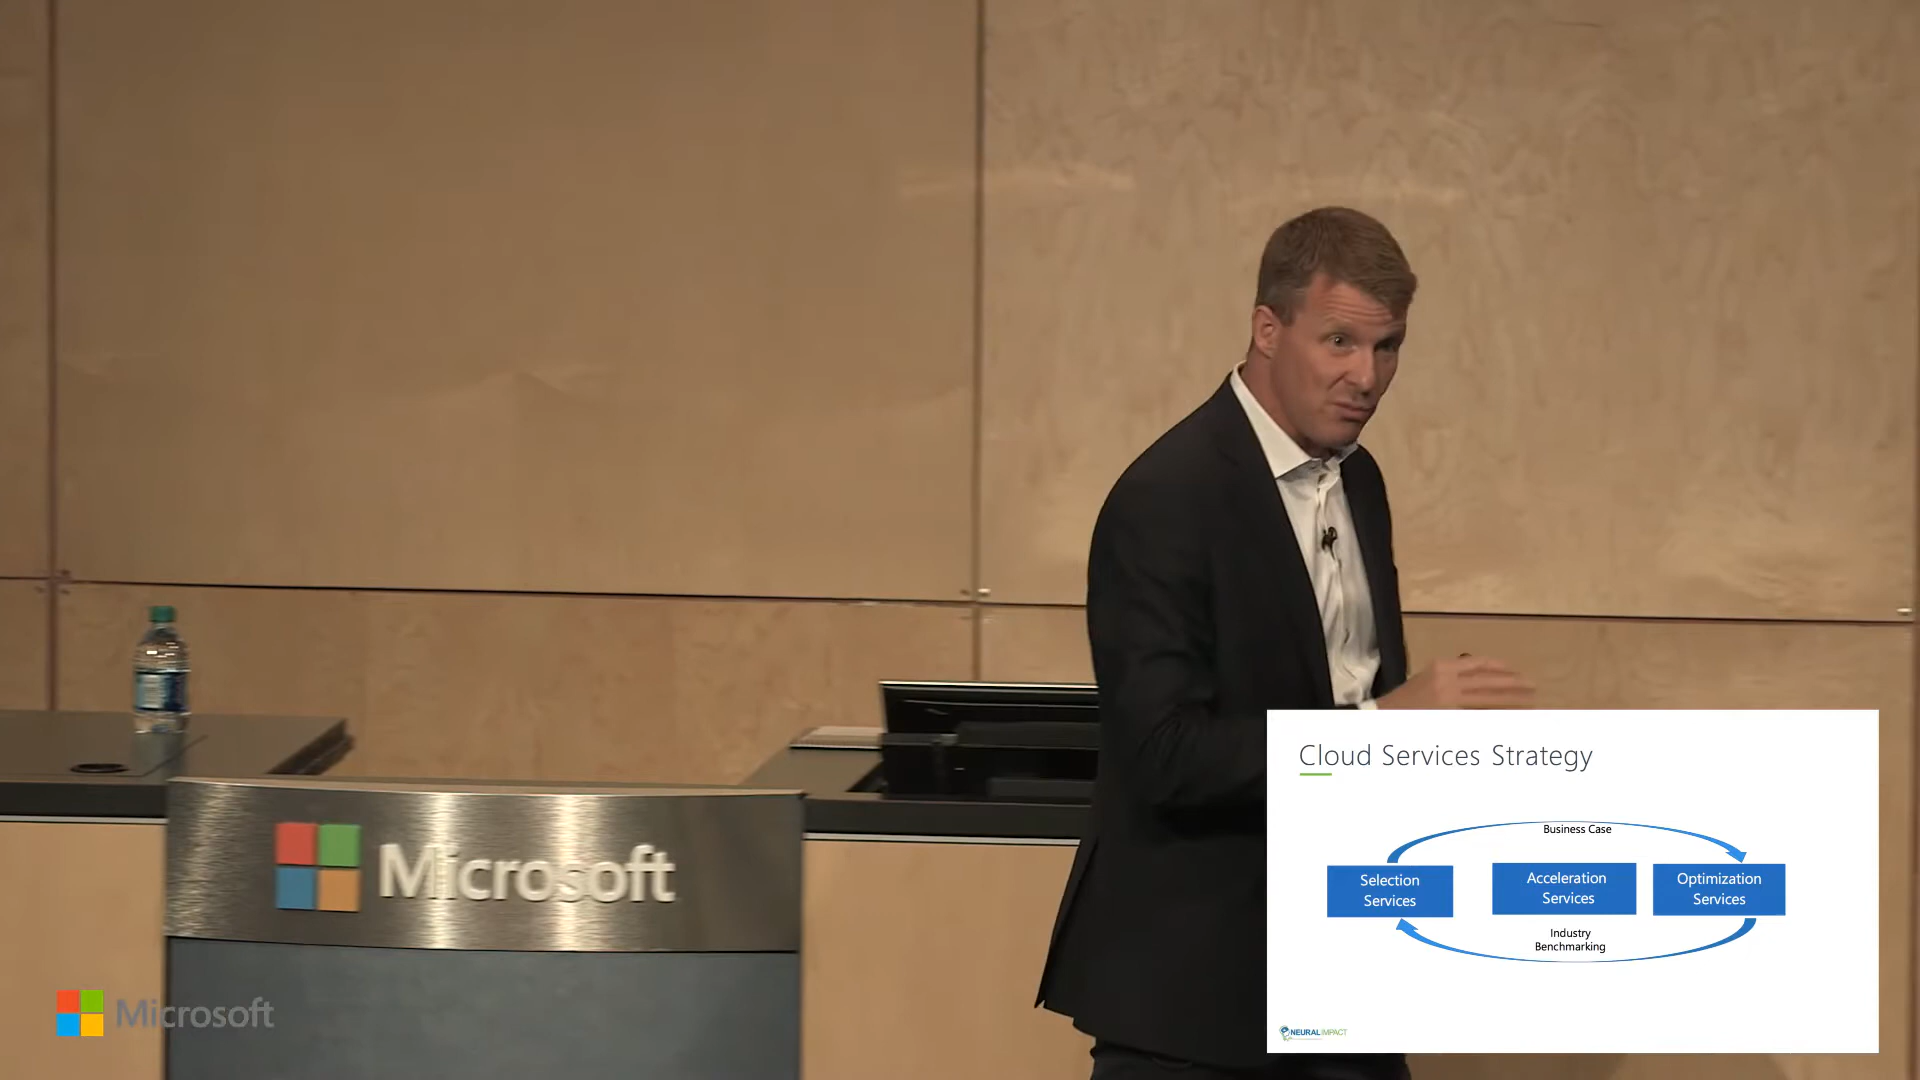 Microsoft
Microsoft
Cloud Services Strategy
Business Case
Selection
Services
Acceleration
Services
Optimization
Services
Industry
Benchmarking
NEURAL IMPACT